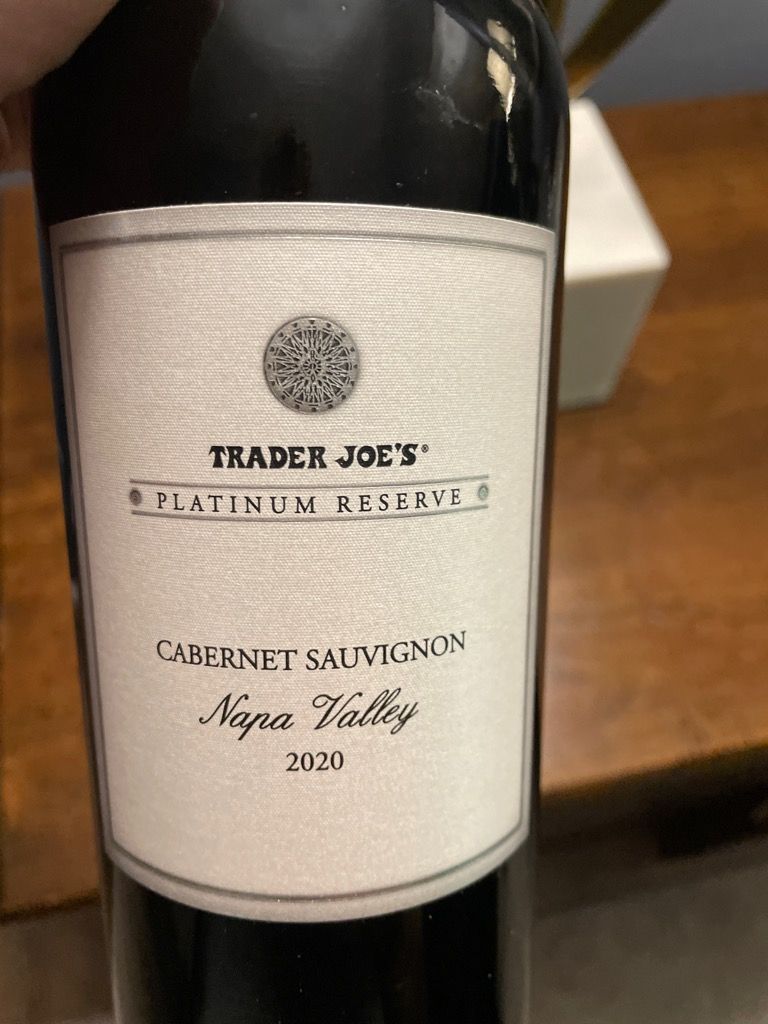 TRADER JOE'S®
PLATINUM RESERVE
CABERNET SAUVIGNON
Napa Valley
2020